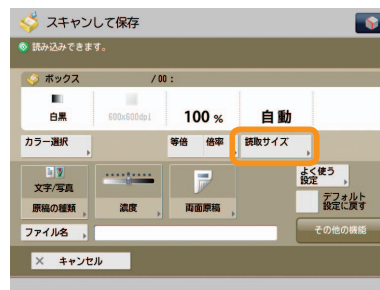 スキャンして保存
読み込みできます。
ボックス /00:
白黒 600x600dpi 100 % 自動
カラー選択 等倍 倍率 読取サイズ
文字/写真 よく使う設定
原稿の種類 濃度 両面原稿 デフォルト設定に戻す
ファイル名 その他の機能
× キャンセル